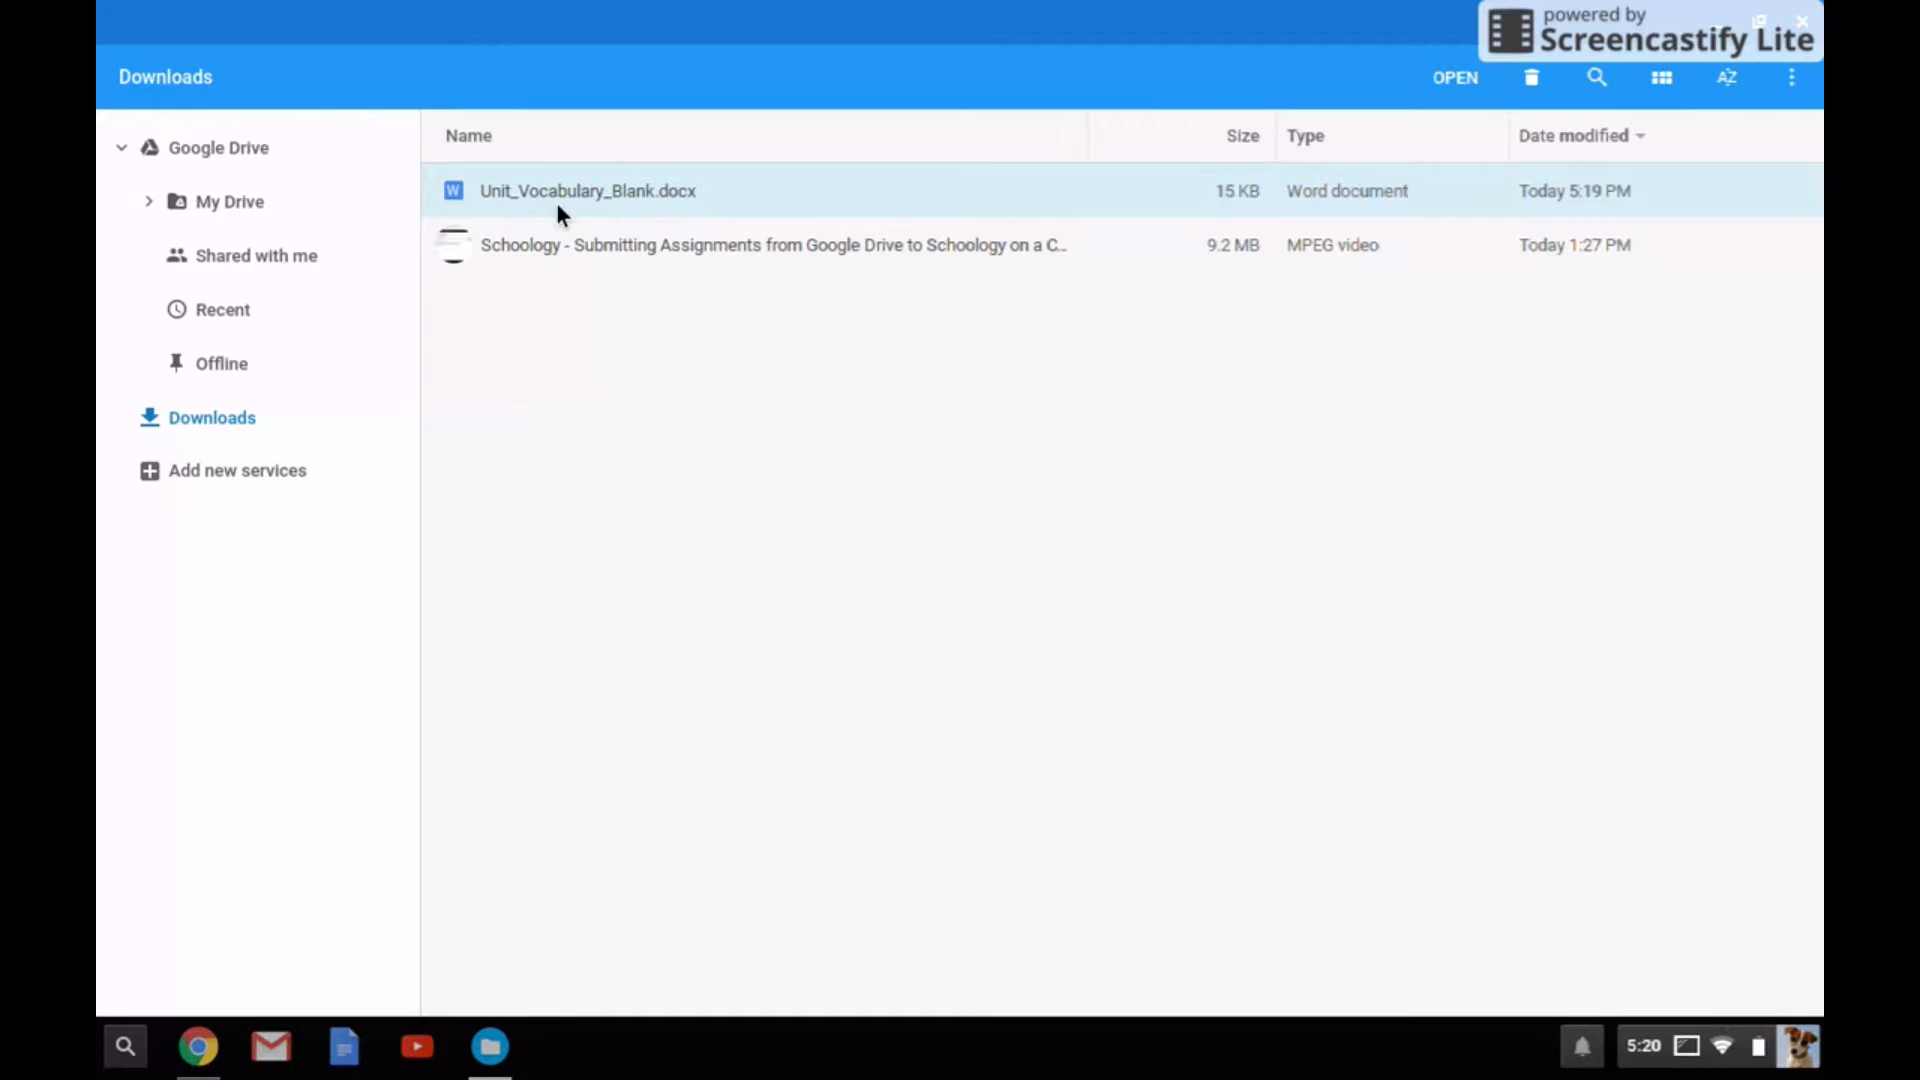 powered by
Screencastify Lite
Downloads
OPEN
AZ
Google Drive
My Drive
Shared with me
Recent
Offline
Downloads
Add new services
Name Size Type Date modified
W Unit_Vocabulary_Blank.docx 15 KB Word document Today 5:19 PM
Schoology - Submitting Assignments from Google Drive to Schoology on a C... 9.2 MB MPEG video Today 1:27 PM
5:20